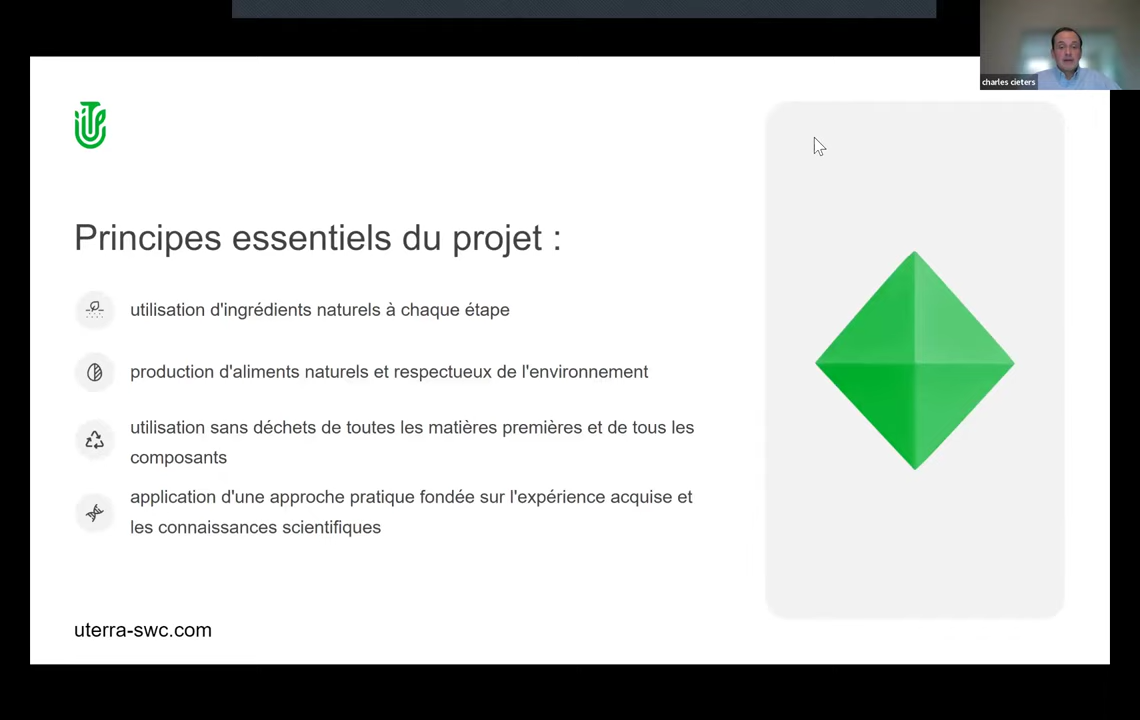 charles cieters
Principes essentiels du projet :
utilisation d'ingrédients naturels à chaque étape
production d'aliments naturels et respectueux de l'environnement
utilisation sans déchets de toutes les matières premières et de tous les
composants
application d'une approche pratique fondée sur l'expérience acquise et
les connaissances scientifiques
uterra-swc.com